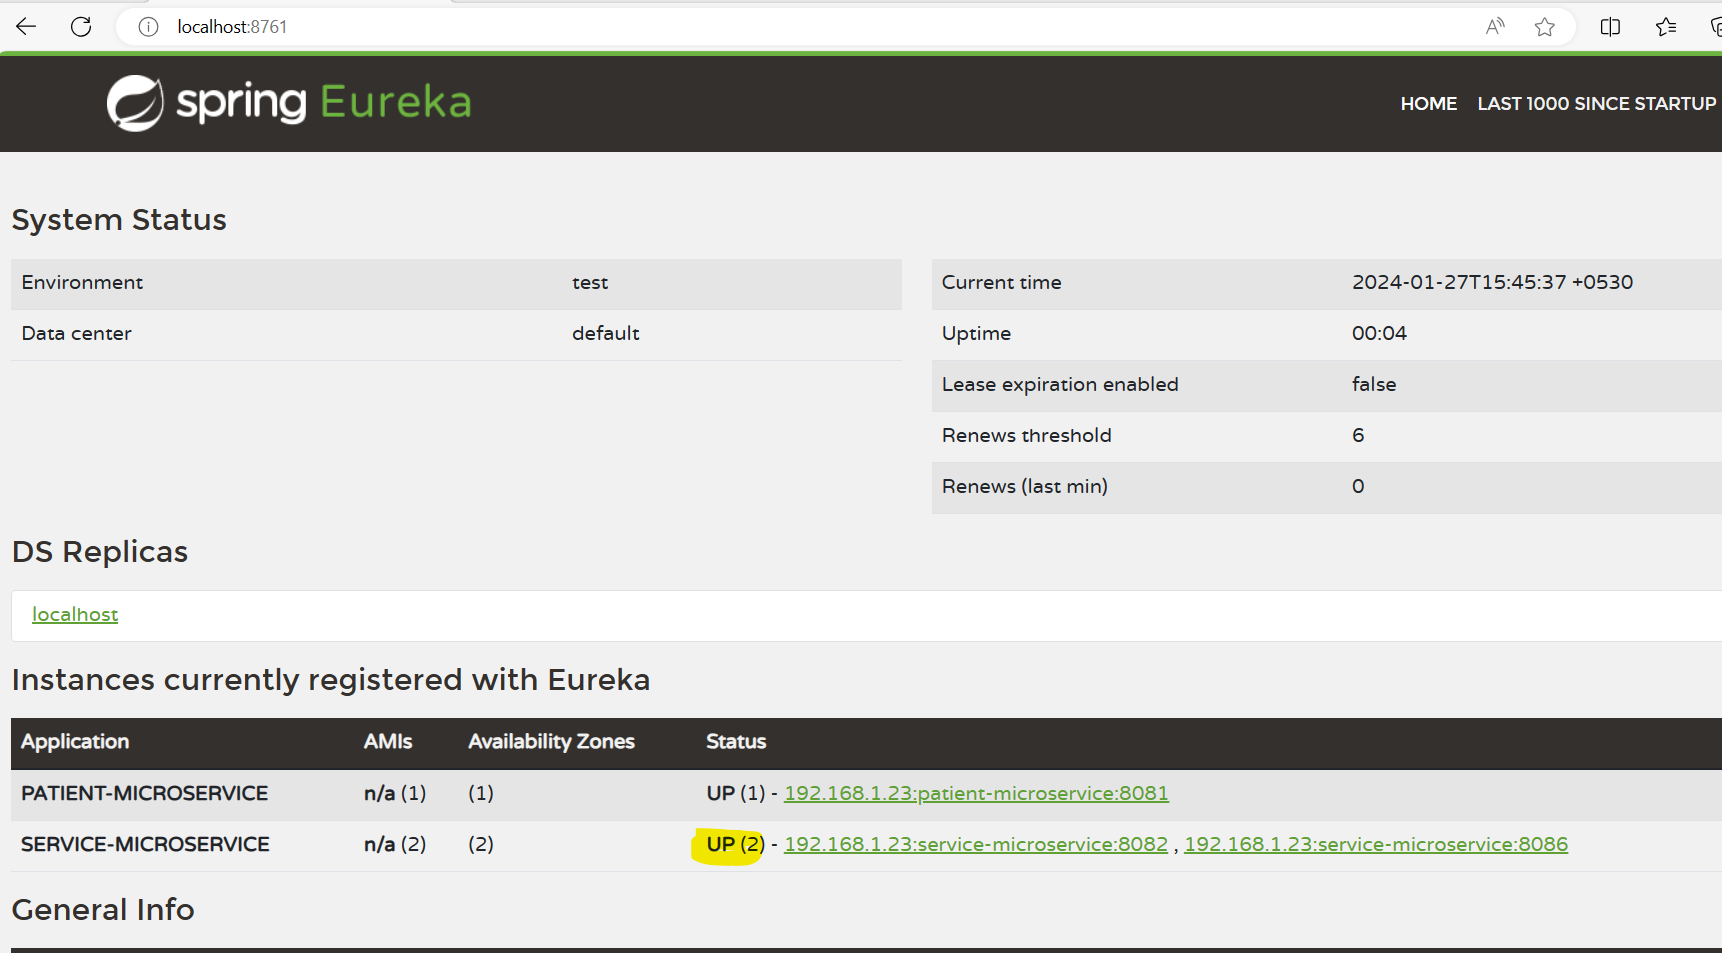 localhost:8761
spring Eureka
HOME LAST 1000 SINCE STARTUP
System Status
Environment test
Data center default
Current time 2024-01-27T15:45:37 +0530
Uptime 00:04
Lease expiration enabled false
Renews threshold 6
Renews (last min) 0
DS Replicas
localhost
Instances currently registered with Eureka
Application AMIs Availability Zones Status
PATIENT-MICROSERVICE n/a (1) (1) UP (1) - 192.168.1.23:patient-microservice:8081
SERVICE-MICROSERVICE n/a (2) (2) UP (2) - 192.168.1.23:service-microservice:8082 , 192.168.1.23:service-microservice:8086
General Info